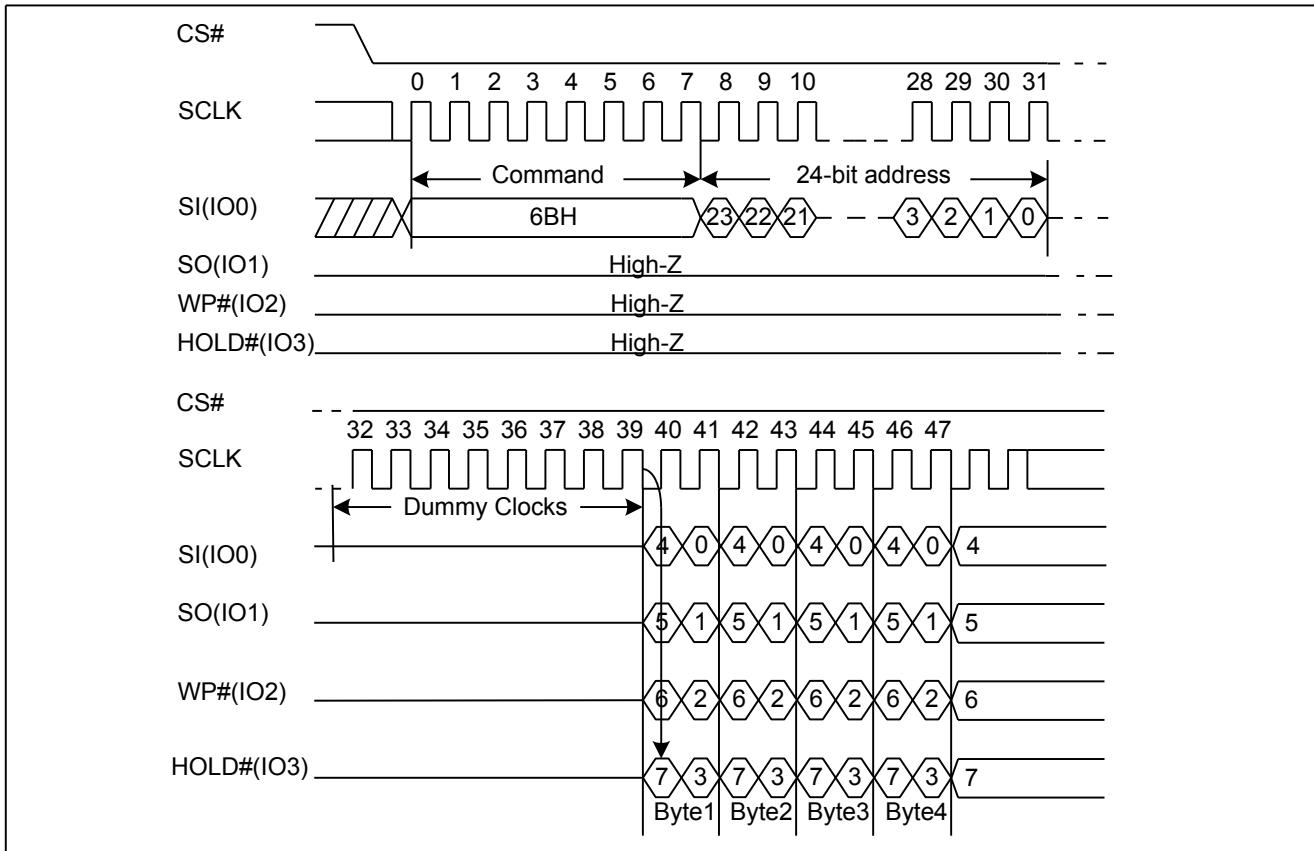 CS#
0 1 2 3 4 5 6 7 8 9 10 28 29 30 31
SCLK
Command 24-bit address
SI(IO0) 6BH 23 22 21 3 2 1 0
SO(IO1) High-Z
WP#(IO2) High-Z
HOLD#(IO3) High-Z
CS#
32 33 34 35 36 37 38 39 40 41 42 43 44 45 46 47
SCLK
Dummy Clocks
SI(IO0) 4 0 4 0 4 0 4 0 4
SO(IO1) 5 1 5 1 5 1 5 1 5
WP#(IO2) 6 2 6 2 6 2 6 2 6
HOLD#(IO3) 7 3 7 3 7 3 7 3 7
Byte1 Byte2 Byte3 Byte4